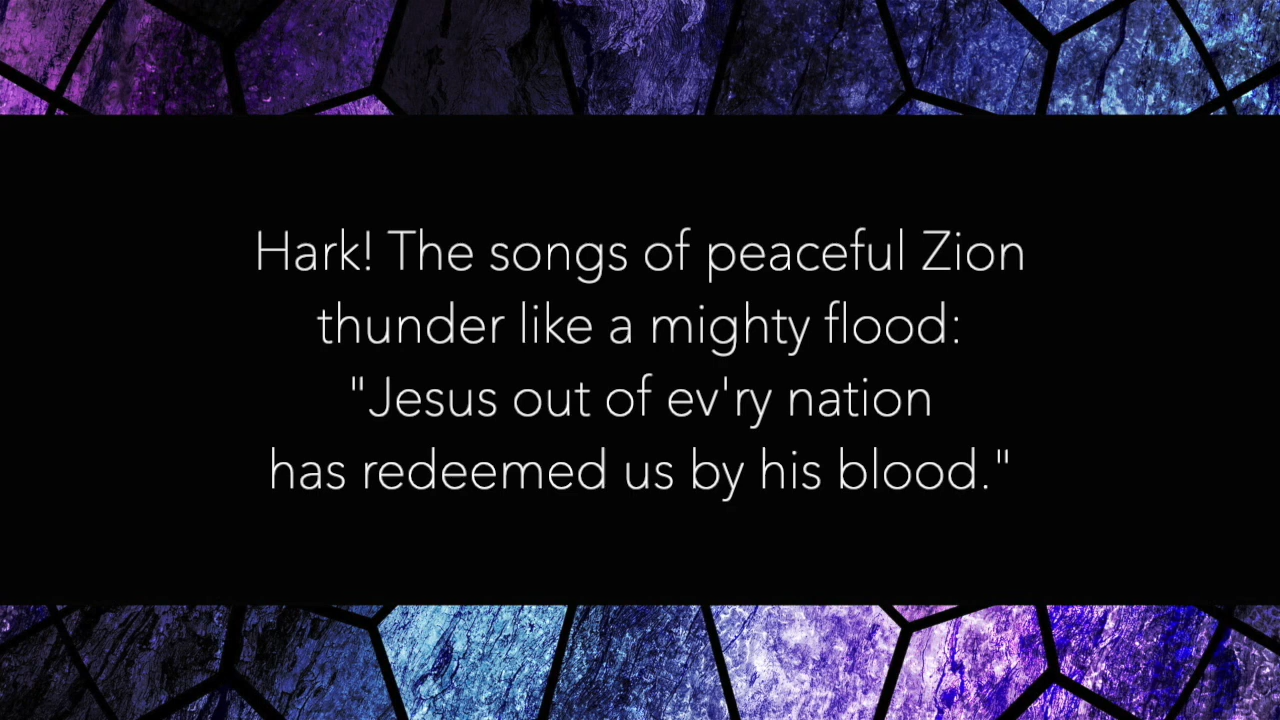 Hark! The songs of peaceful Zion
thunder like a mighty flood:
"Jesus out of ev'ry nation
has redeemed us by his blood."